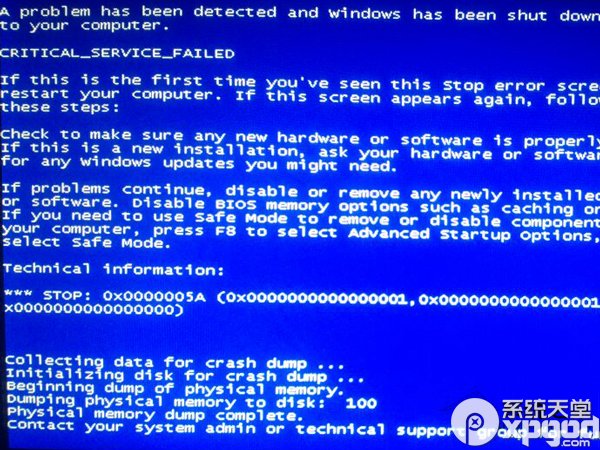 A problem has been detected and Windows has been shut down
to your computer.
CRITICAL_SERVICE_FAILED
If this is the first time you've seen this Stop error scre
restart your computer. If this screen appears again, follo
these steps:
Check to make sure any new hardware or software is properly
If this is a new installation, ask your hardware or softwar
for any Windows updates you might need.
If problems continue, disable or remove any newly installed
or software. Disable BIOS memory options such as caching or
If you need to use Safe Mode to remove or disable component
your computer, press F8 to select Advanced Startup Options,
select Safe Mode.
Technical information:
*** STOP: 0x0000005A (0x0000000000000001,0x0000000000000001
x0000000000000000)
Collecting data for crash dump ...
Initializing disk for crash dump ...
Beginning dump of physical memory.
Dumping physical memory to disk: 100
Physical memory dump complete.
Contact your system admin or technical support group for
系统天堂
xpgod.com